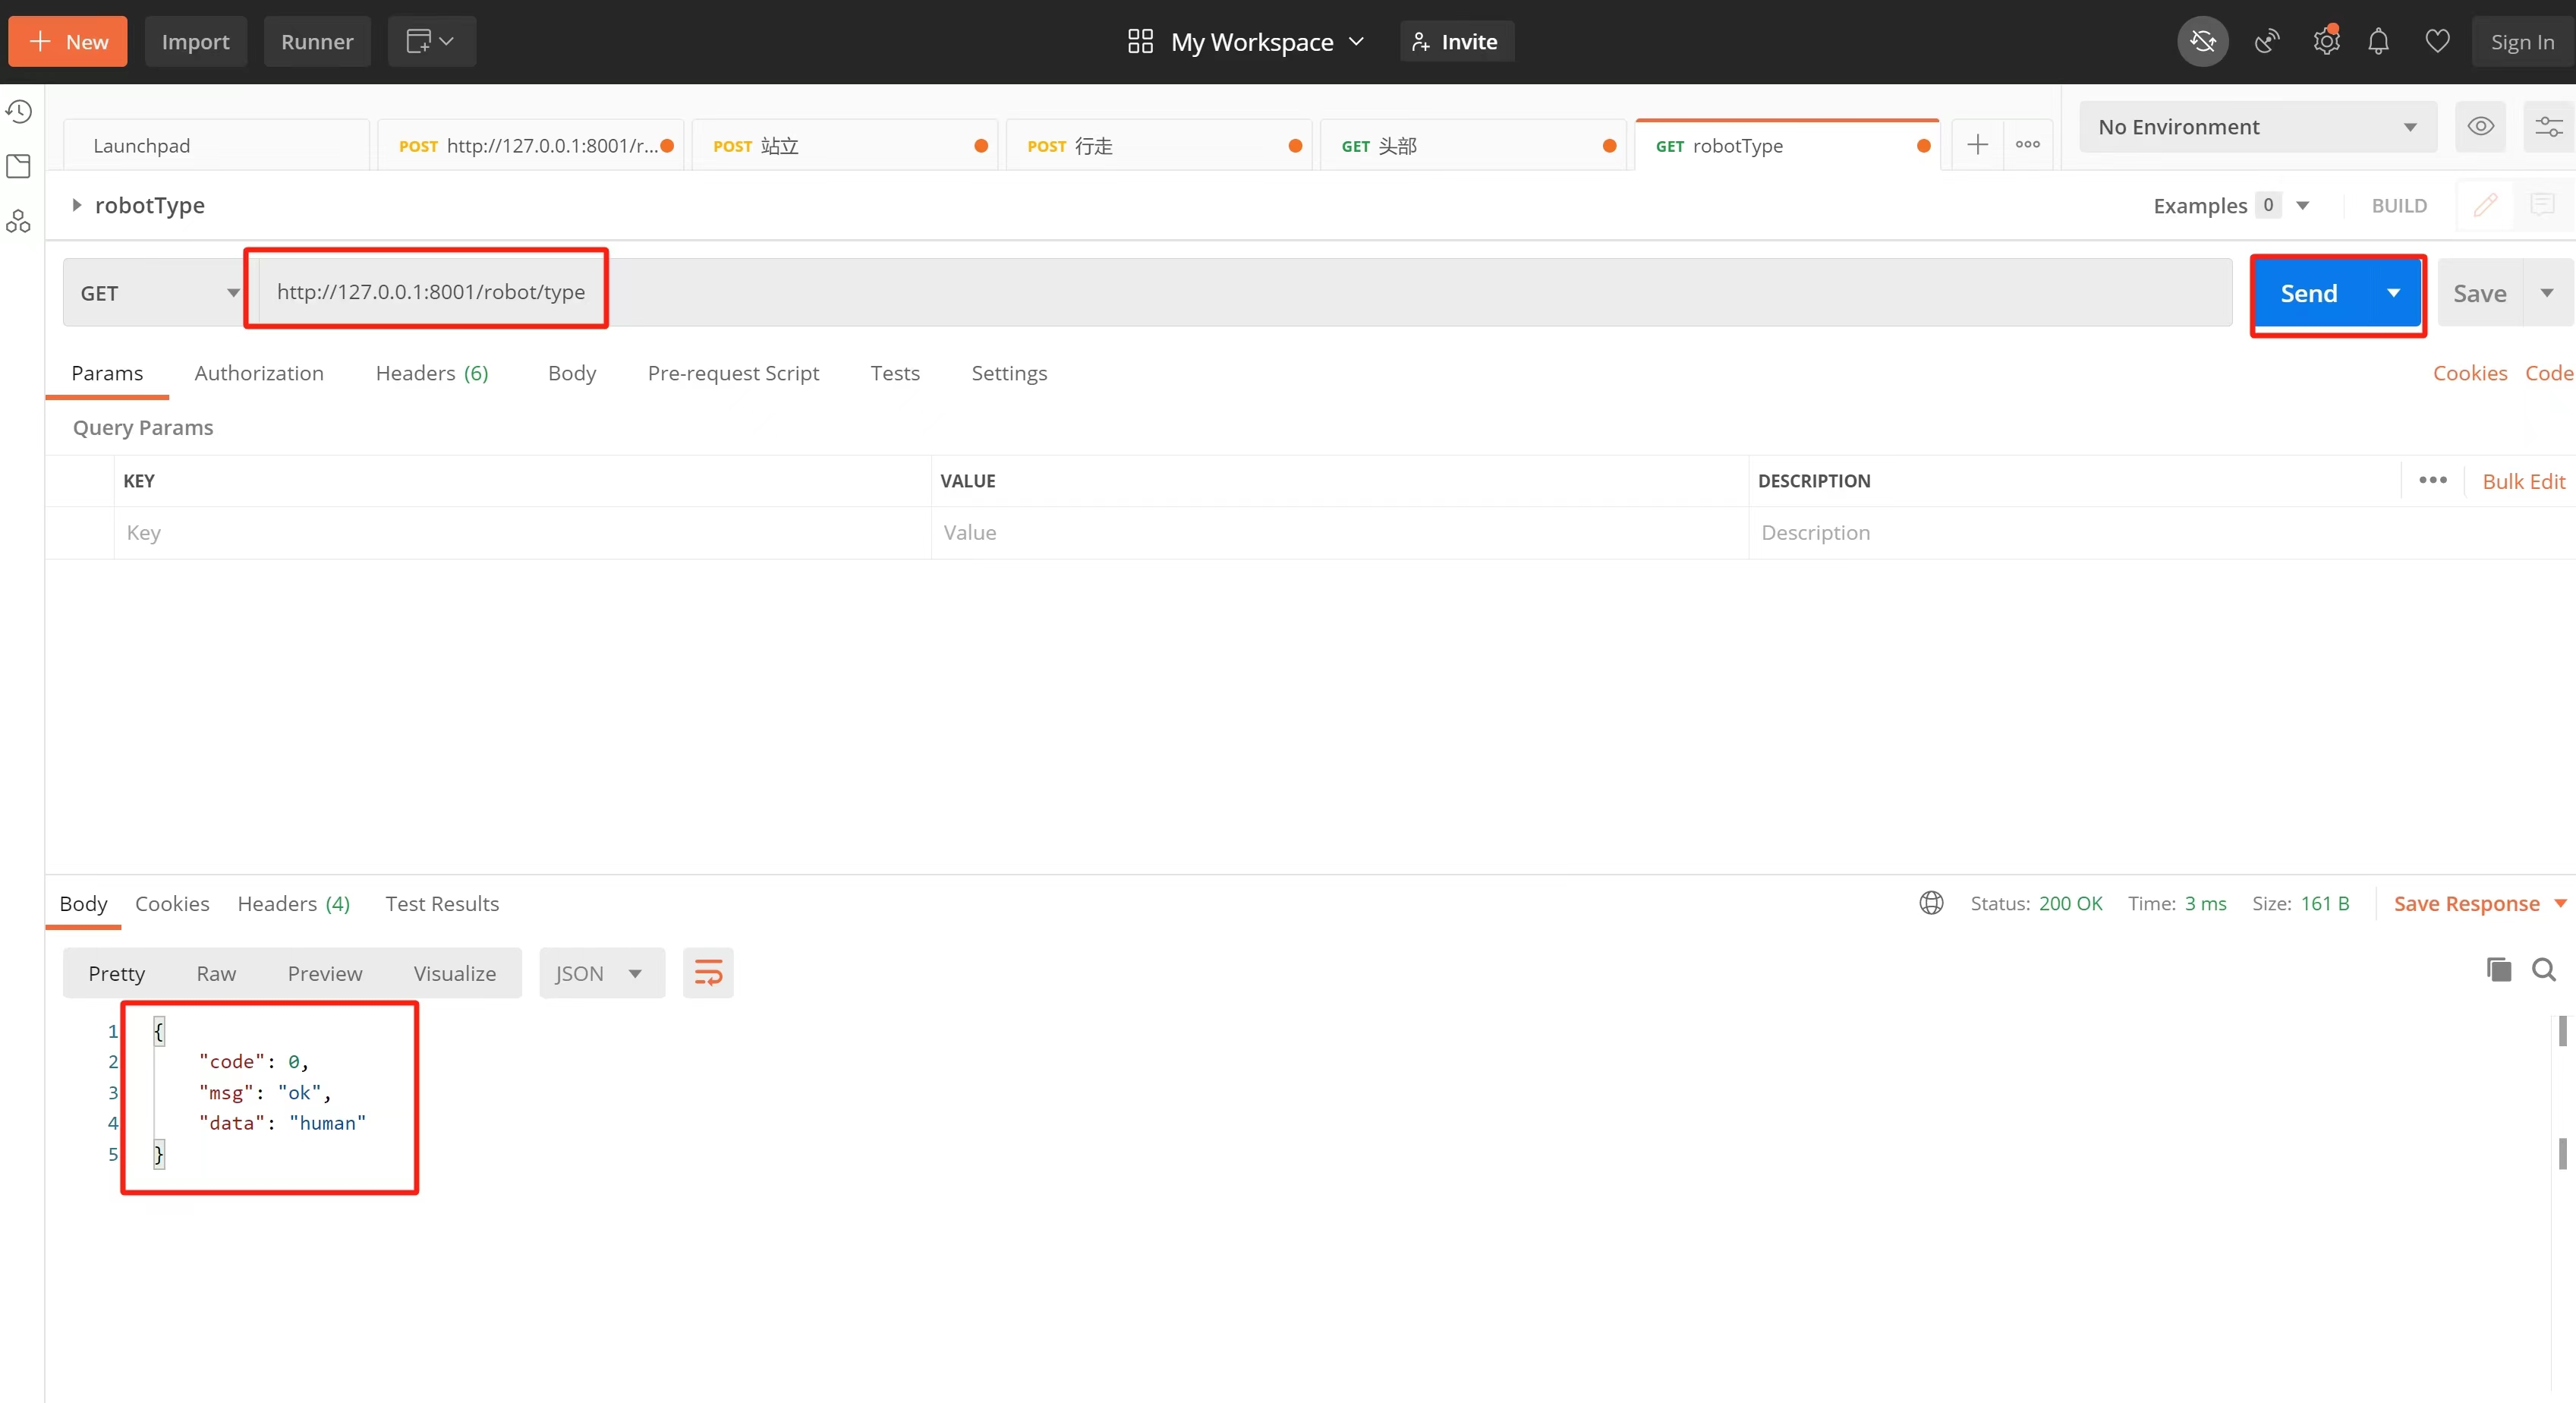 New Import Runner My Workspace Invite Sign In
Launchpad POST http://127.0.0.1:8001/r... POST 站立 POST 行走 GET 头部 GET robotType No Environment
robotType Examples 0 BUILD
GET http://127.0.0.1:8001/robot/type Send Save
Params Authorization Headers (6) Body Pre-request Script Tests Settings Cookies Code
Query Params
KEY VALUE DESCRIPTION Bulk Edit
Key Value Description
Body Cookies Headers (4) Test Results Status: 200 OK Time: 3 ms Size: 161 B Save Response
Pretty Raw Preview Visualize JSON
1 {
2 "code": 0,
3 "msg": "ok",
4 "data": "human"
5 }